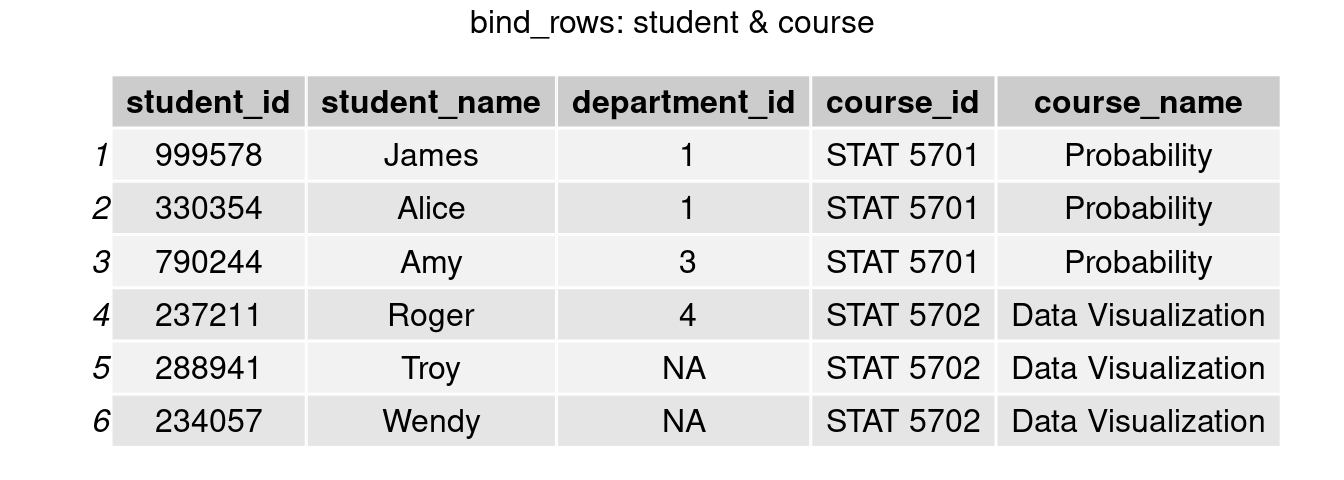 bind_rows: student & course
student_id student_name department_id course_id course_name
1 999578 James 1 STAT 5701 Probability
2 330354 Alice 1 STAT 5701 Probability
3 790244 Amy 3 STAT 5701 Probability
4 237211 Roger 4 STAT 5702 Data Visualization
5 288941 Troy NA STAT 5702 Data Visualization
6 234057 Wendy NA STAT 5702 Data Visualization